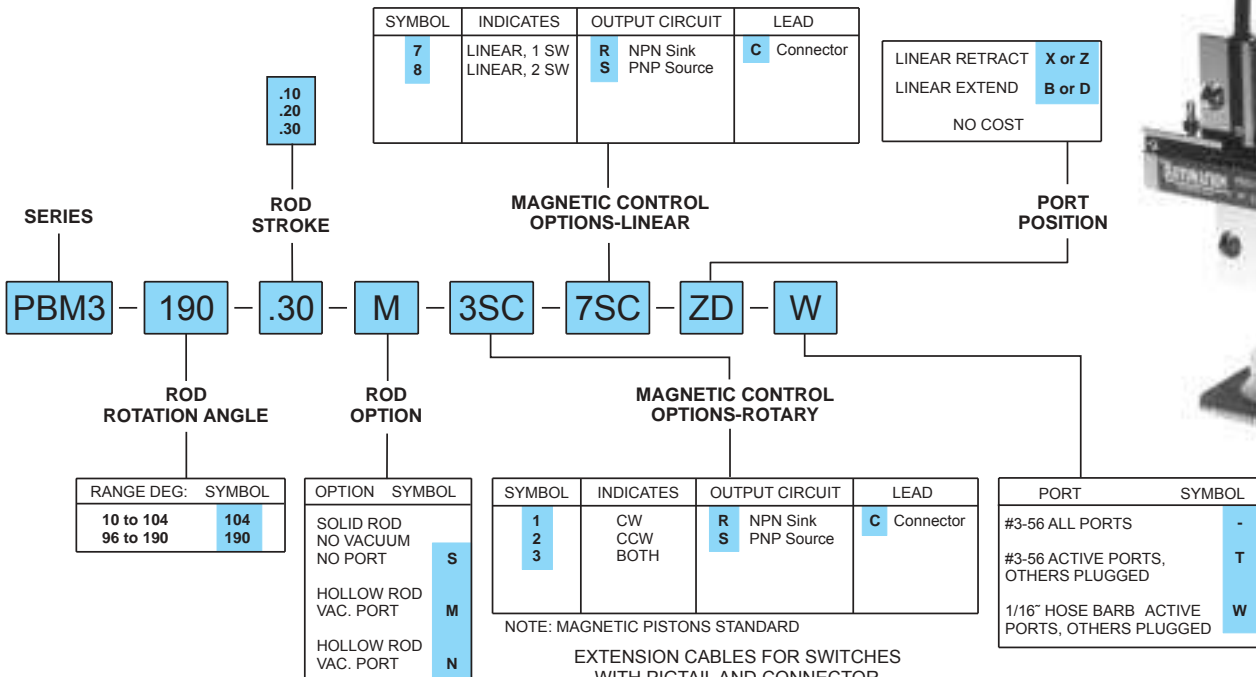 SYMBOL INDICATES OUTPUT CIRCUIT LEAD
7 LINEAR, 1 SW R NPN Sink C Connector
8 LINEAR, 2 SW S PNP Source
LINEAR RETRACT X or Z
LINEAR EXTEND B or D
NO COST
.10
.20
.30
SERIES
ROD
STROKE
MAGNETIC CONTROL
OPTIONS-LINEAR
PORT
POSITION
PBM3 - 190 - .30 - M - 3SC - 7SC - ZD - W
ROD
ROTATION ANGLE
ROD
OPTION
MAGNETIC CONTROL
OPTIONS-ROTARY
RANGE DEG: SYMBOL
10 to 104 104
96 to 190 190
OPTION SYMBOL
SOLID ROD
NO VACUUM
NO PORT S
HOLLOW ROD
VAC. PORT M
HOLLOW ROD
VAC. PORT N
SYMBOL INDICATES OUTPUT CIRCUIT LEAD
1 CW R NPN Sink C Connector
2 CCW S PNP Source
3 BOTH
NOTE: MAGNETIC PISTONS STANDARD
EXTENSION CABLES FOR SWITCHES
WITH PIGTAIL AND CONNECTOR
PORT SYMBOL
#3-56 ALL PORTS -
#3-56 ACTIVE PORTS, T
OTHERS PLUGGED
1/16˜ HOSE BARB ACTIVE W
PORTS, OTHERS PLUGGED